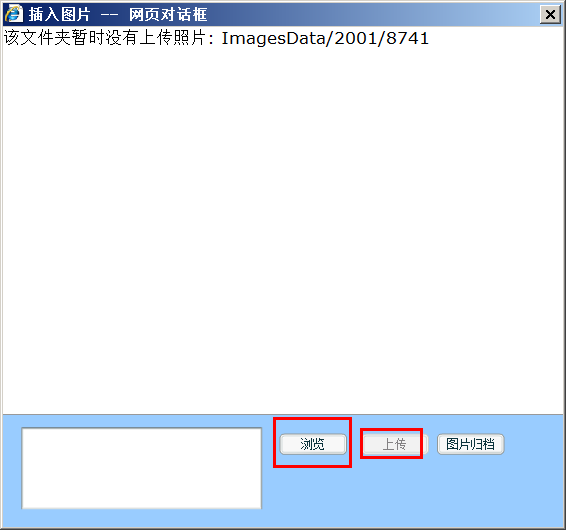 插入图片 -- 网页对话框
该文件夹暂时没有上传照片：ImagesData/2001/8741
浏览
上传
图片归档